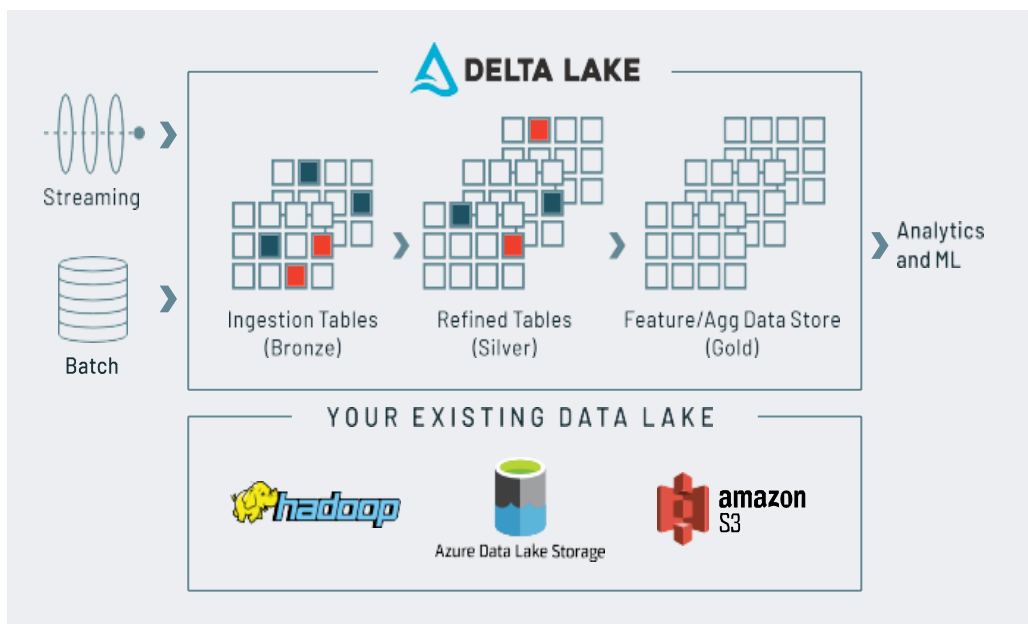 DELTA LAKE
Streaming
Batch
Ingestion Tables
(Bronze)
Refined Tables
(Silver)
Feature/Agg Data Store
(Gold)
Analytics
and ML
YOUR EXISTING DATA LAKE
hadoop
Azure Data Lake Storage
amazon
S3